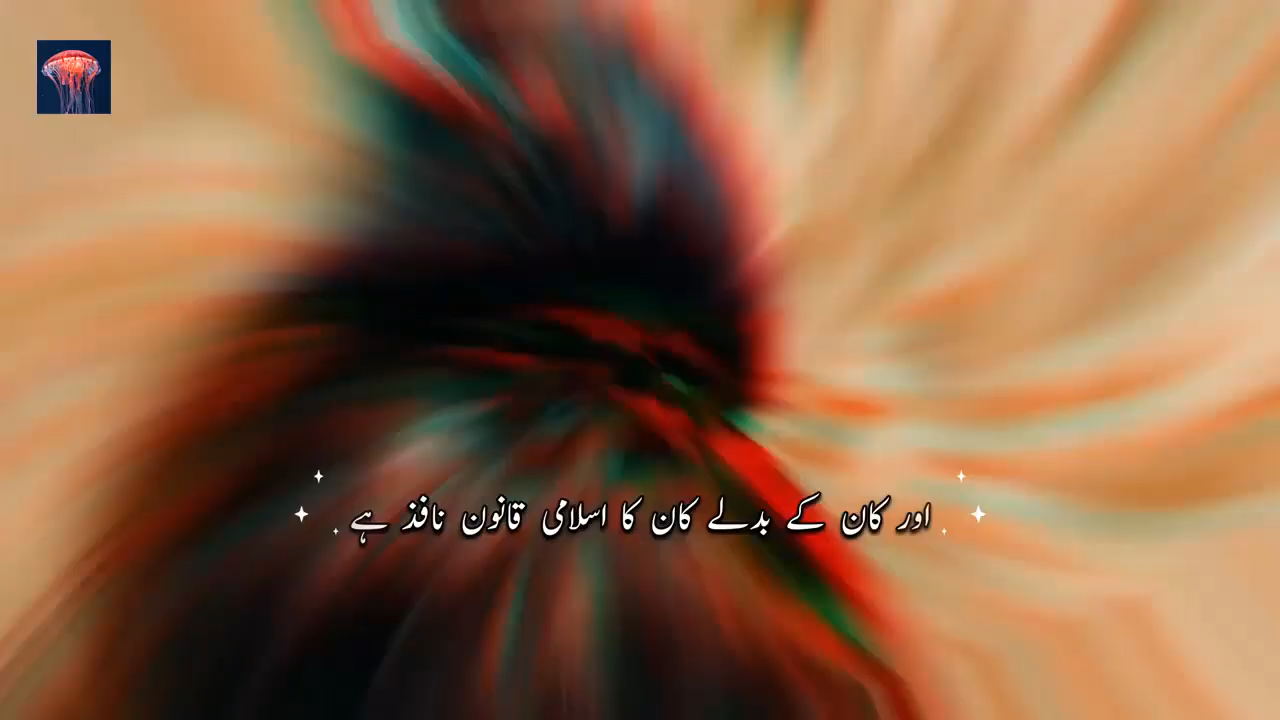 اور کان کے بدلے کان کا اسلامی قانون نافذ ہے